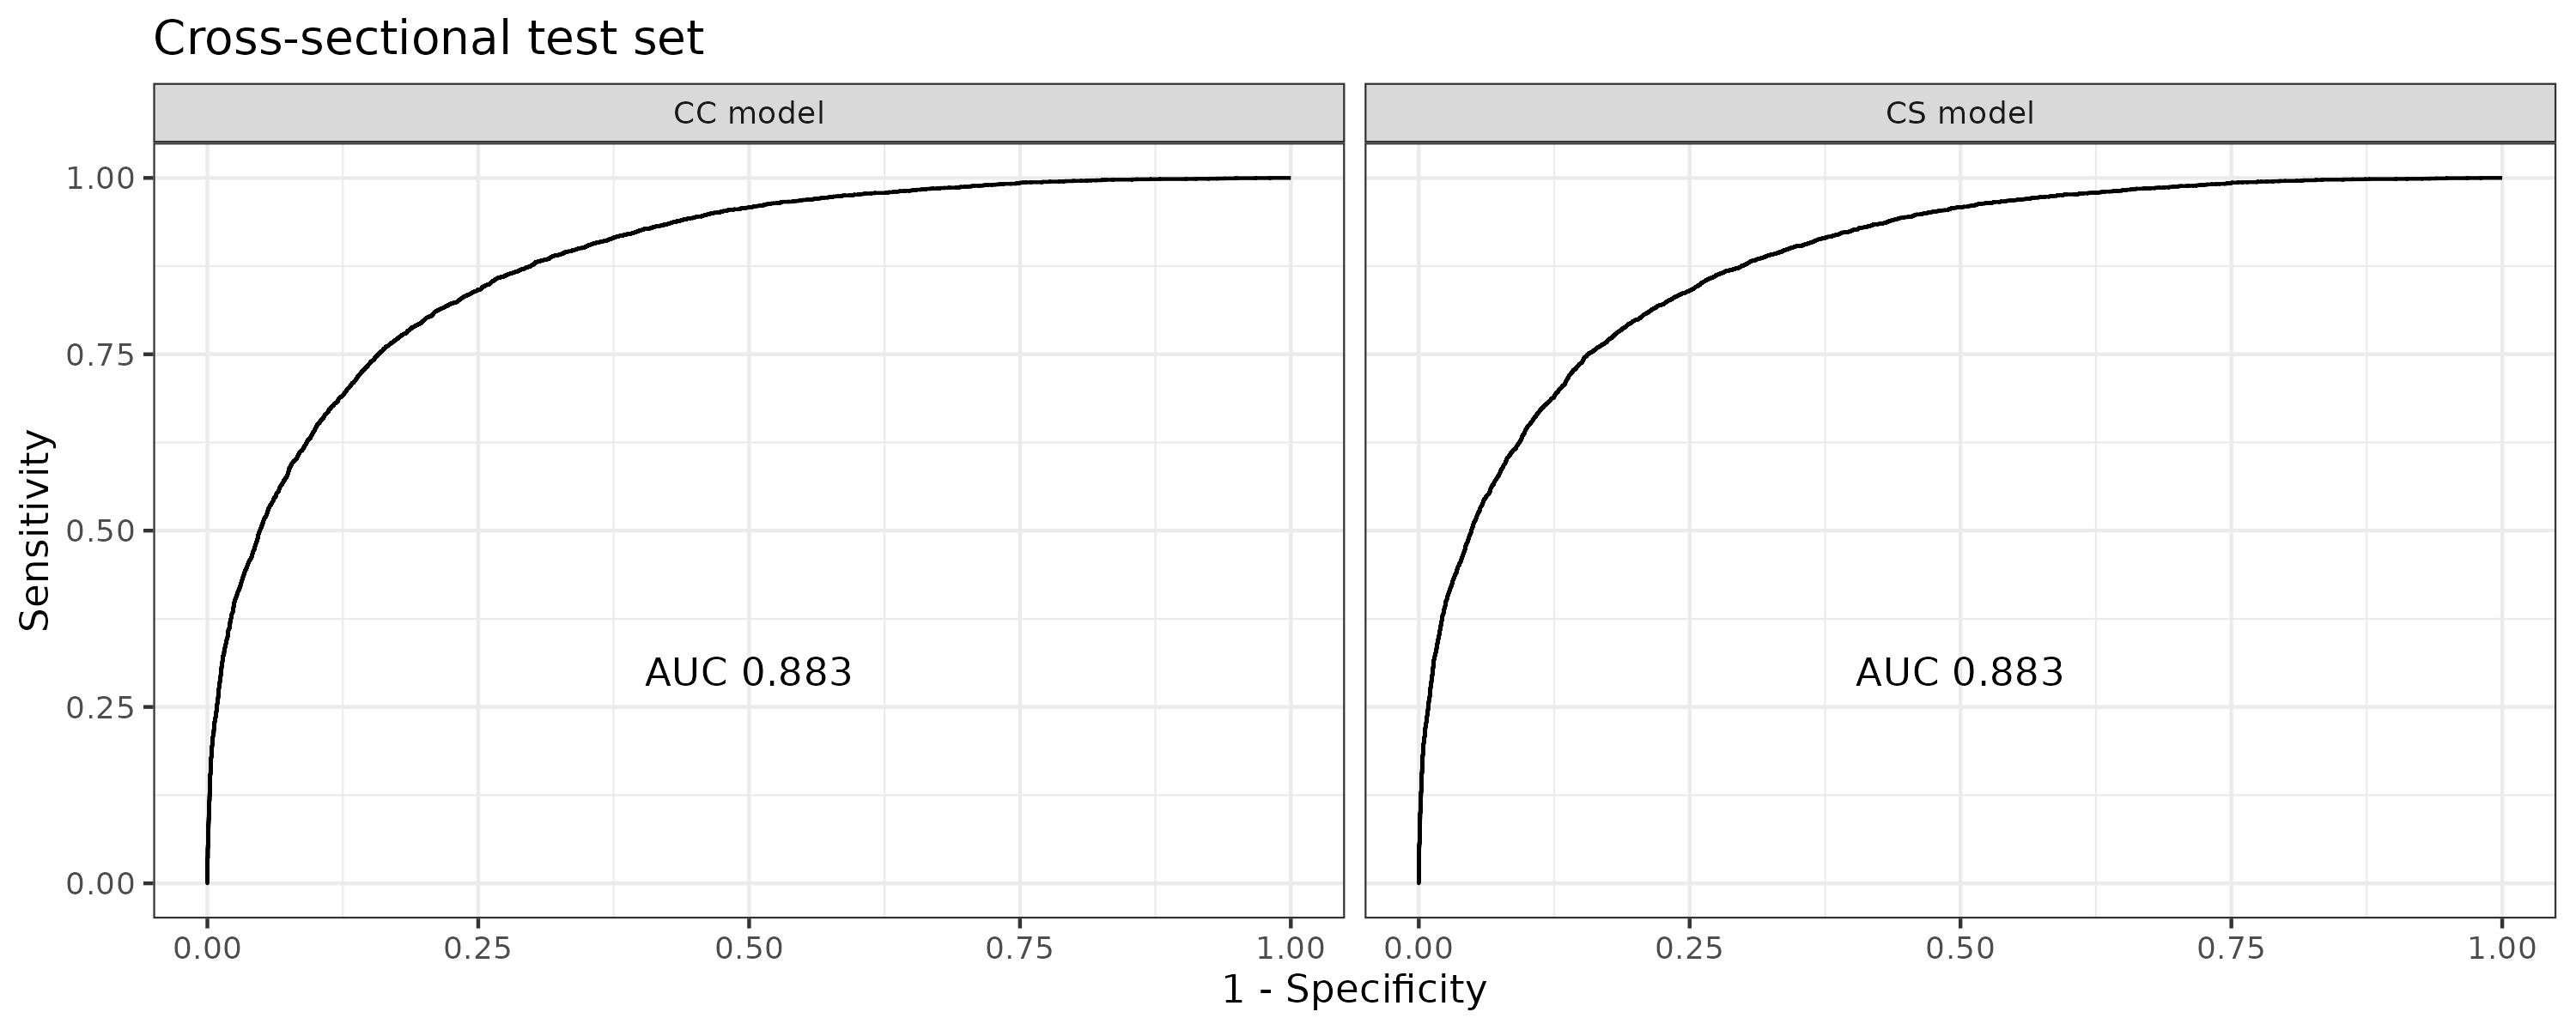 Cross-sectional test set
CC model
CS model
Sensitivity
1.00
0.75
0.50
0.25
0.00
AUC 0.883
AUC 0.883
0.00 0.25 0.50 0.75 1.00
0.00 0.25 0.50 0.75 1.00
1 - Specificity